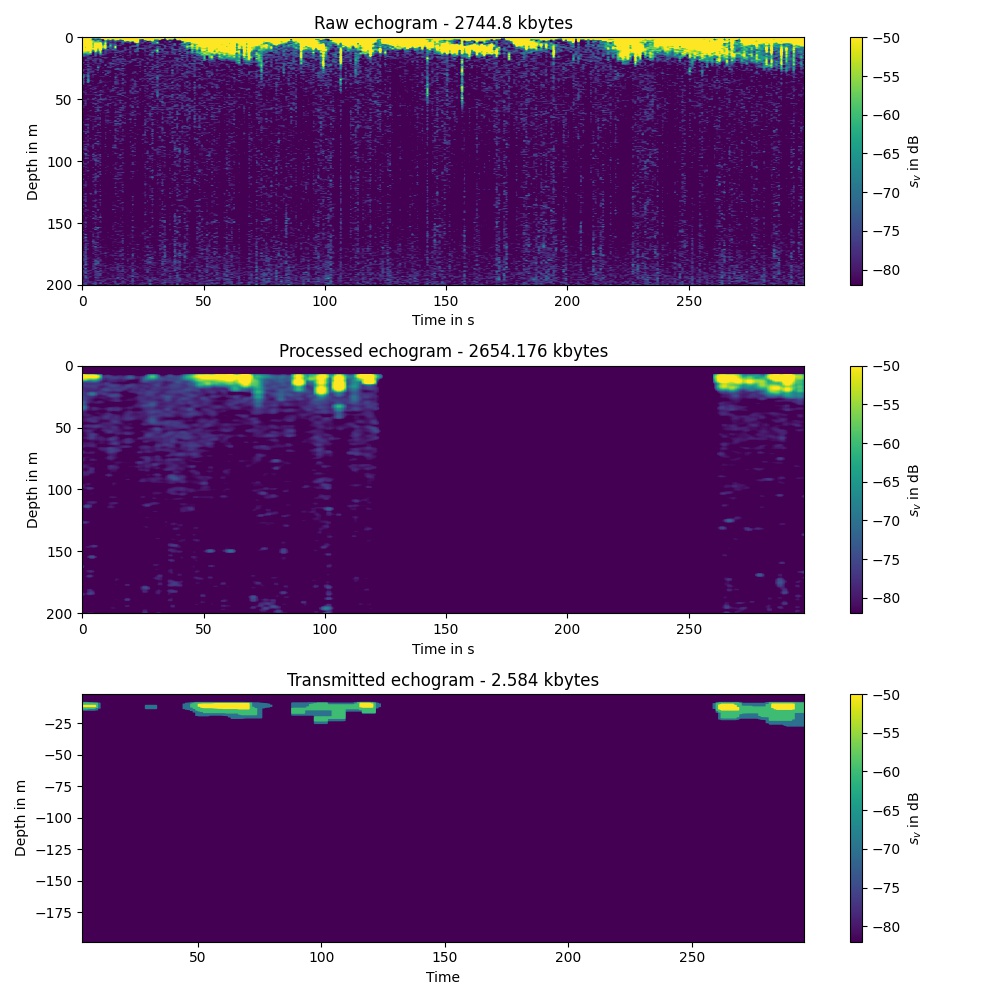 Raw echogram - 2744.8 kbytes
0
50
100
150
200
Depth in m
0 50 100 150 200 250
Time in s
−50
−55
−60
−65
−70
−75
−80
sv in dB
Processed echogram - 2654.176 kbytes
0
50
100
150
200
Depth in m
0 50 100 150 200 250
Time in s
−50
−55
−60
−65
−70
−75
−80
sv in dB
Transmitted echogram - 2.584 kbytes
−25
−50
−75
−100
−125
−150
−175
Depth in m
50 100 150 200 250
Time
−50
−55
−60
−65
−70
−75
−80
sv in dB